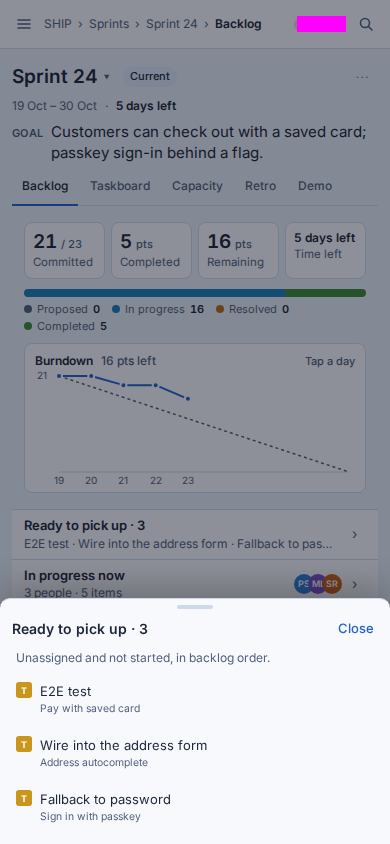 SHIP › Sprints › Sprint 24 › Backlog
Sprint 24 ▾ Current ...
19 Oct – 30 Oct · 5 days left
GOAL Customers can check out with a saved card;
passkey sign-in behind a flag.
Backlog Taskboard Capacity Retro Demo
21 / 23 5 pts 16 pts 5 days left
Committed Completed Remaining Time left
Proposed 0 In progress 16 Resolved 0
Completed 5
Burndown 16 pts left Tap a day
21
19 20 21 22 23
Ready to pick up · 3
E2E test · Wire into the address form · Fallback to pas...
In progress now PS ML SR
3 people · 5 items
Ready to pick up · 3 Close
Unassigned and not started, in backlog order.
T E2E test
Pay with saved card
T Wire into the address form
Address autocomplete
T Fallback to password
Sign in with passkey